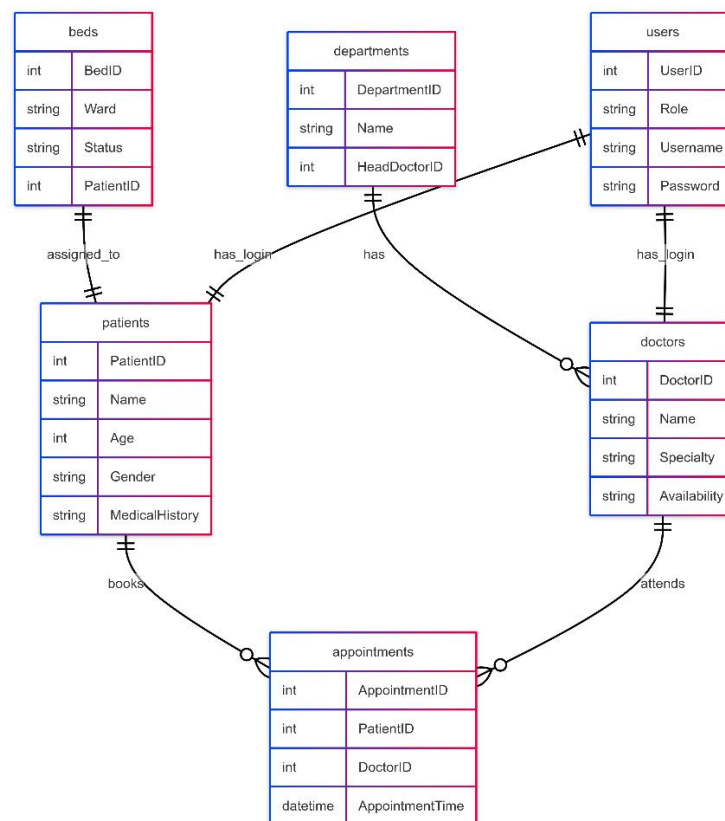 beds
int BedID
string Ward
string Status
int PatientID
departments
int DepartmentID
string Name
int HeadDoctorID
users
int UserID
string Role
string Username
string Password
assigned_to
has_login
has
has_login
patients
int PatientID
string Name
int Age
string Gender
string MedicalHistory
doctors
int DoctorID
string Name
string Specialty
string Availability
books
attends
appointments
int AppointmentID
int PatientID
int DoctorID
datetime AppointmentTime